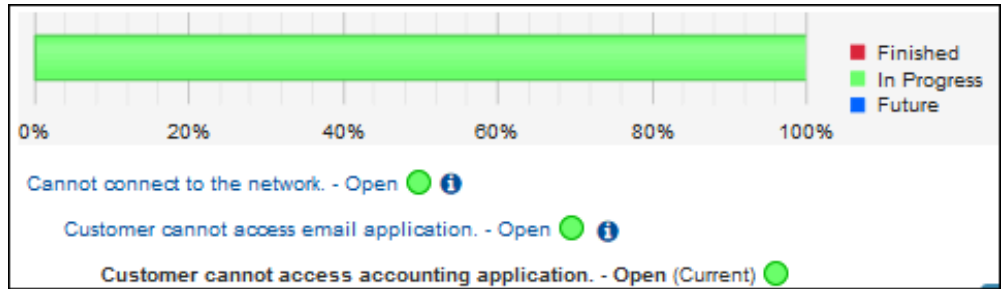 Finished
In Progress
Future
0% 20% 40% 60% 80% 100%
Cannot connect to the network. - Open
Customer cannot access email application. - Open
Customer cannot access accounting application. - Open (Current)